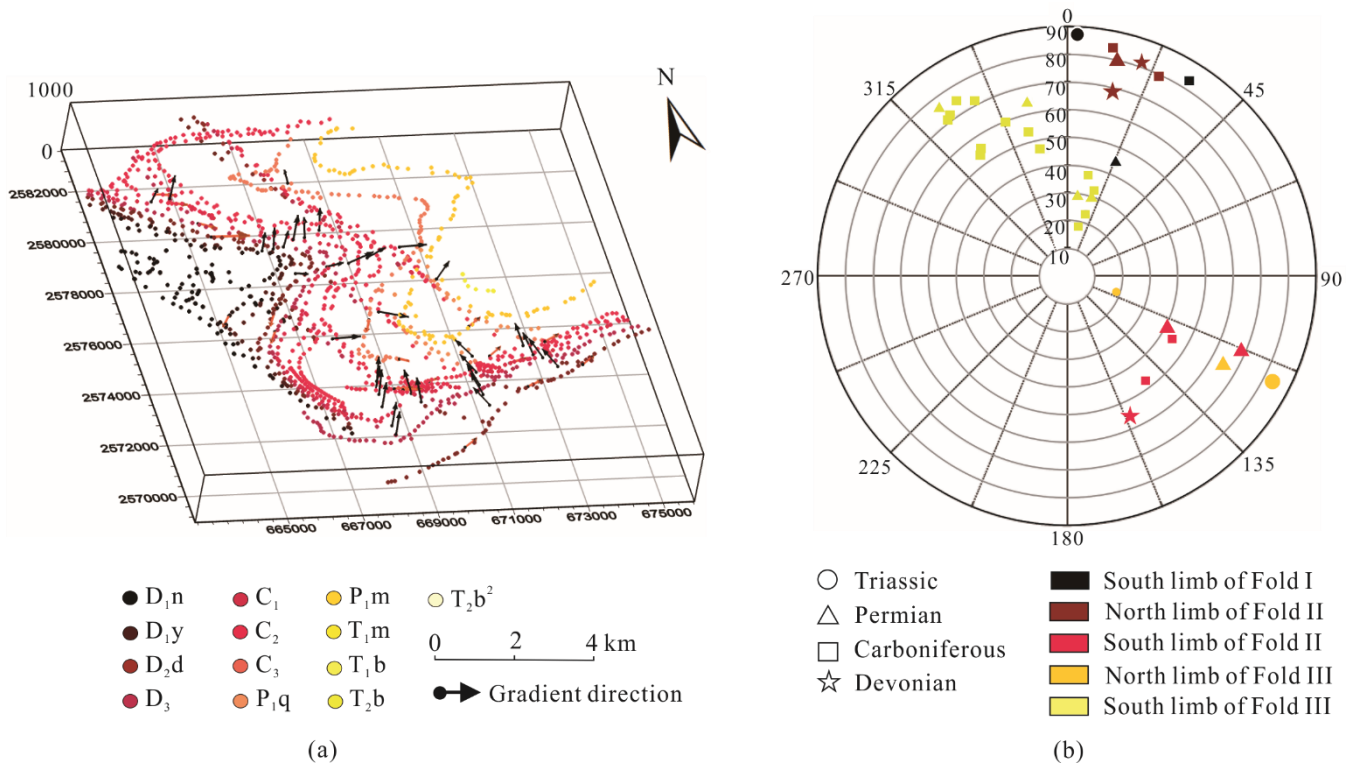 1000
0
2582000
2580000
2578000
2576000
2574000
2572000
2570000
665000
667000
669000
671000
673000
675000
N
D₁n
D₁y
D₂d
D₃
C₁
C₂
C₃
P₁q
P₁m
T₁m
T₁b
T₂b
T₂b²
0 2 4 km
Gradient direction
(a)
0
45
90
135
180
225
270
315
90
80
70
60
50
40
30
20
10
Triassic
Permian
Carboniferous
Devonian
South limb of Fold I
North limb of Fold II
South limb of Fold II
North limb of Fold III
South limb of Fold III
(b)